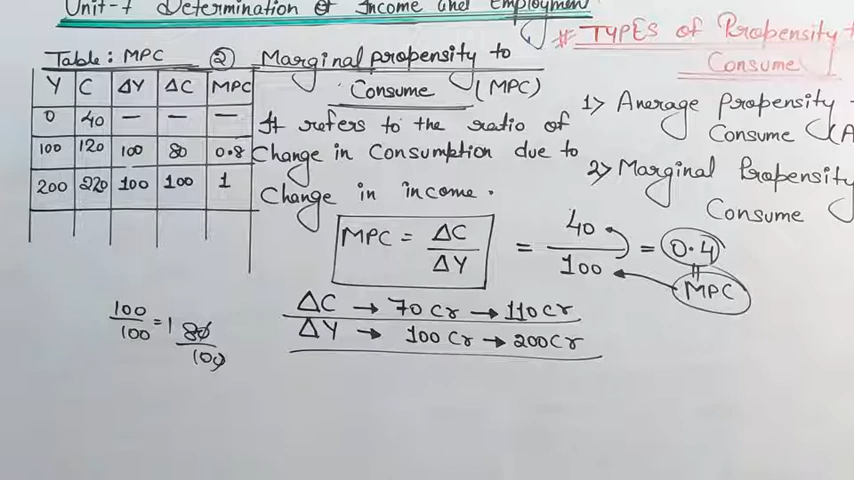 Unit-7 Determination of Income and Employment
# TYPES of Propensity
Consume
Table: MPC
② Marginal propensity to
Consume (MPC)
Y C ΔY ΔC MPC
0 40 — — —
100 120 100 80 0.8
200 220 100 100 1
It refers to the ratio of
Change in Consumption due to
Change in income.
1) Average Propensity
Consume (A
2) Marginal Propensity
Consume
MPC = ΔC/ΔY = 40/100 = 0.4
MPC
ΔC → 70 Cr → 110 Cr
ΔY → 100 Cr → 200 Cr
100/100 = 1
80/100